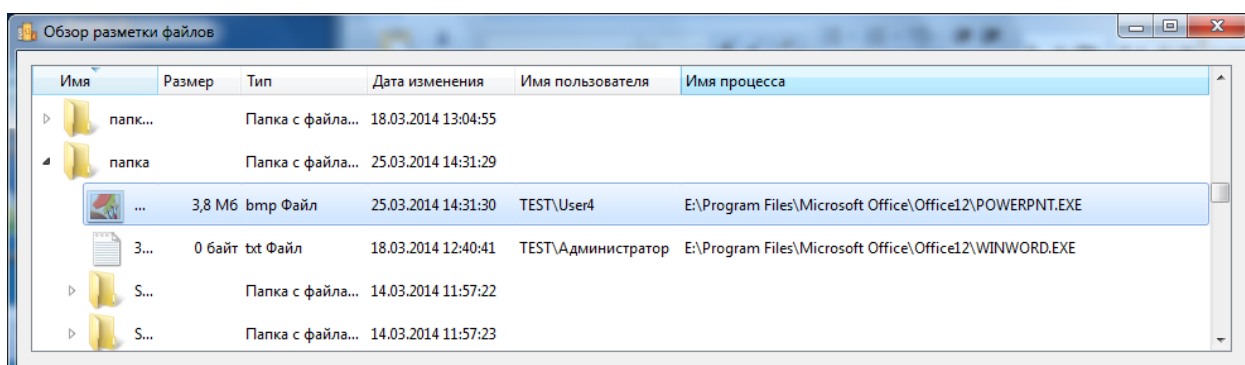 Обзор разметки файлов
Имя Размер Тип Дата изменения Имя пользователя Имя процесса
папк... Папка с файла... 18.03.2014 13:04:55
папка Папка с файла... 25.03.2014 14:31:29
... 3,8 Мб bmp Файл 25.03.2014 14:31:30 TEST\User4 E:\Program Files\Microsoft Office\Office12\POWERPNT.EXE
З... 0 байт txt Файл 18.03.2014 12:40:41 TEST\Администратор E:\Program Files\Microsoft Office\Office12\WINWORD.EXE
S... Папка с файла... 14.03.2014 11:57:22
S... Папка с файла... 14.03.2014 11:57:23